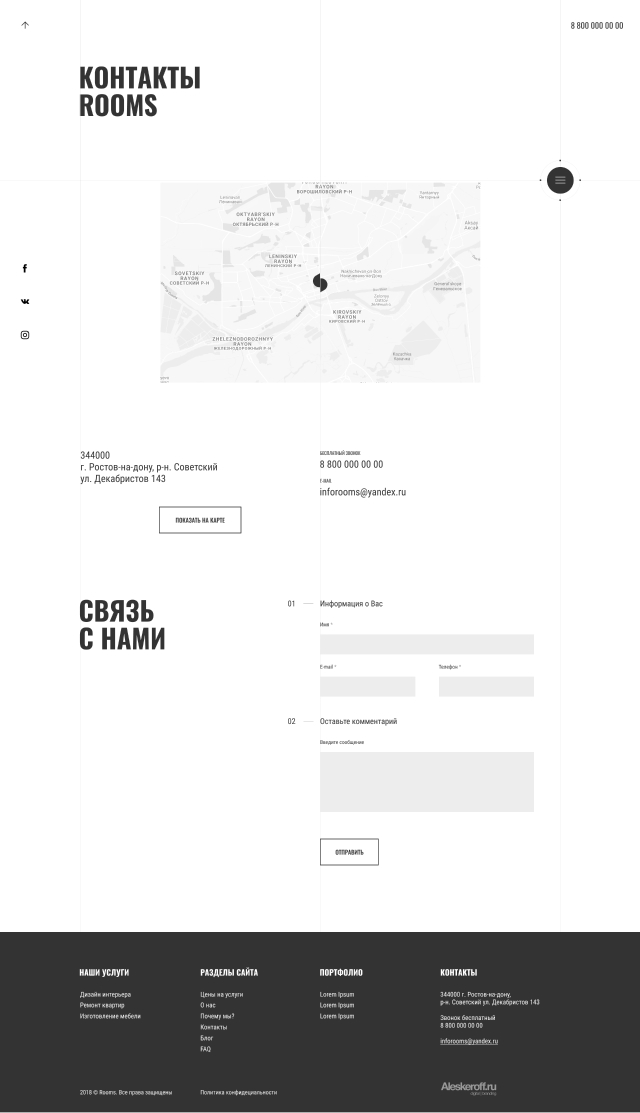 8 800 000 00 00
КОНТАКТЫ
ROOMS
RAYON
ВОРОШИЛОВСКИЙ Р-Н
OKTYABR'SKIY
RAYON
ОКТЯБРЬСКИЙ Р-Н
LENINSKIY
RAYON
ЛЕНИНСКИЙ Р-Н
SOVETSKIY
RAYON
СОВЕТСКИЙ Р-Н
KIROVSKIY
RAYON
КИРОВСКИЙ Р-Н
ZHELEZNODOROZHNYY
RAYON
ЖЕЛЕЗНОДОРОЖНЫЙ Р-Н
344000
г. Ростов-на-дону, р-н. Советский
ул. Декабристов 143
ПОКАЗАТЬ НА КАРТЕ
БЕСПЛАТНЫЙ ЗВОНОК
8 800 000 00 00
E-MAIL
inforooms@yandex.ru
СВЯЗЬ
С НАМИ
01 Информация о Вас
Имя *
E-mail * Телефон *
02 Оставьте комментарий
Введите сообщение
ОТПРАВИТЬ
НАШИ УСЛУГИ
Дизайн интерьера
Ремонт квартир
Изготовление мебели
РАЗДЕЛЫ САЙТА
Цены на услуги
О нас
Почему мы?
Контакты
Блог
FAQ
ПОРТФОЛИО
Lorem Ipsum
Lorem Ipsum
Lorem Ipsum
КОНТАКТЫ
344000 г. Ростов-на-дону,
р-н. Советский ул. Декабристов 143
Звонок бесплатный
8 800 000 00 00
inforooms@yandex.ru
2018 © Rooms. Все права защищены
Политика конфидециальности
Aleskeroff.ru